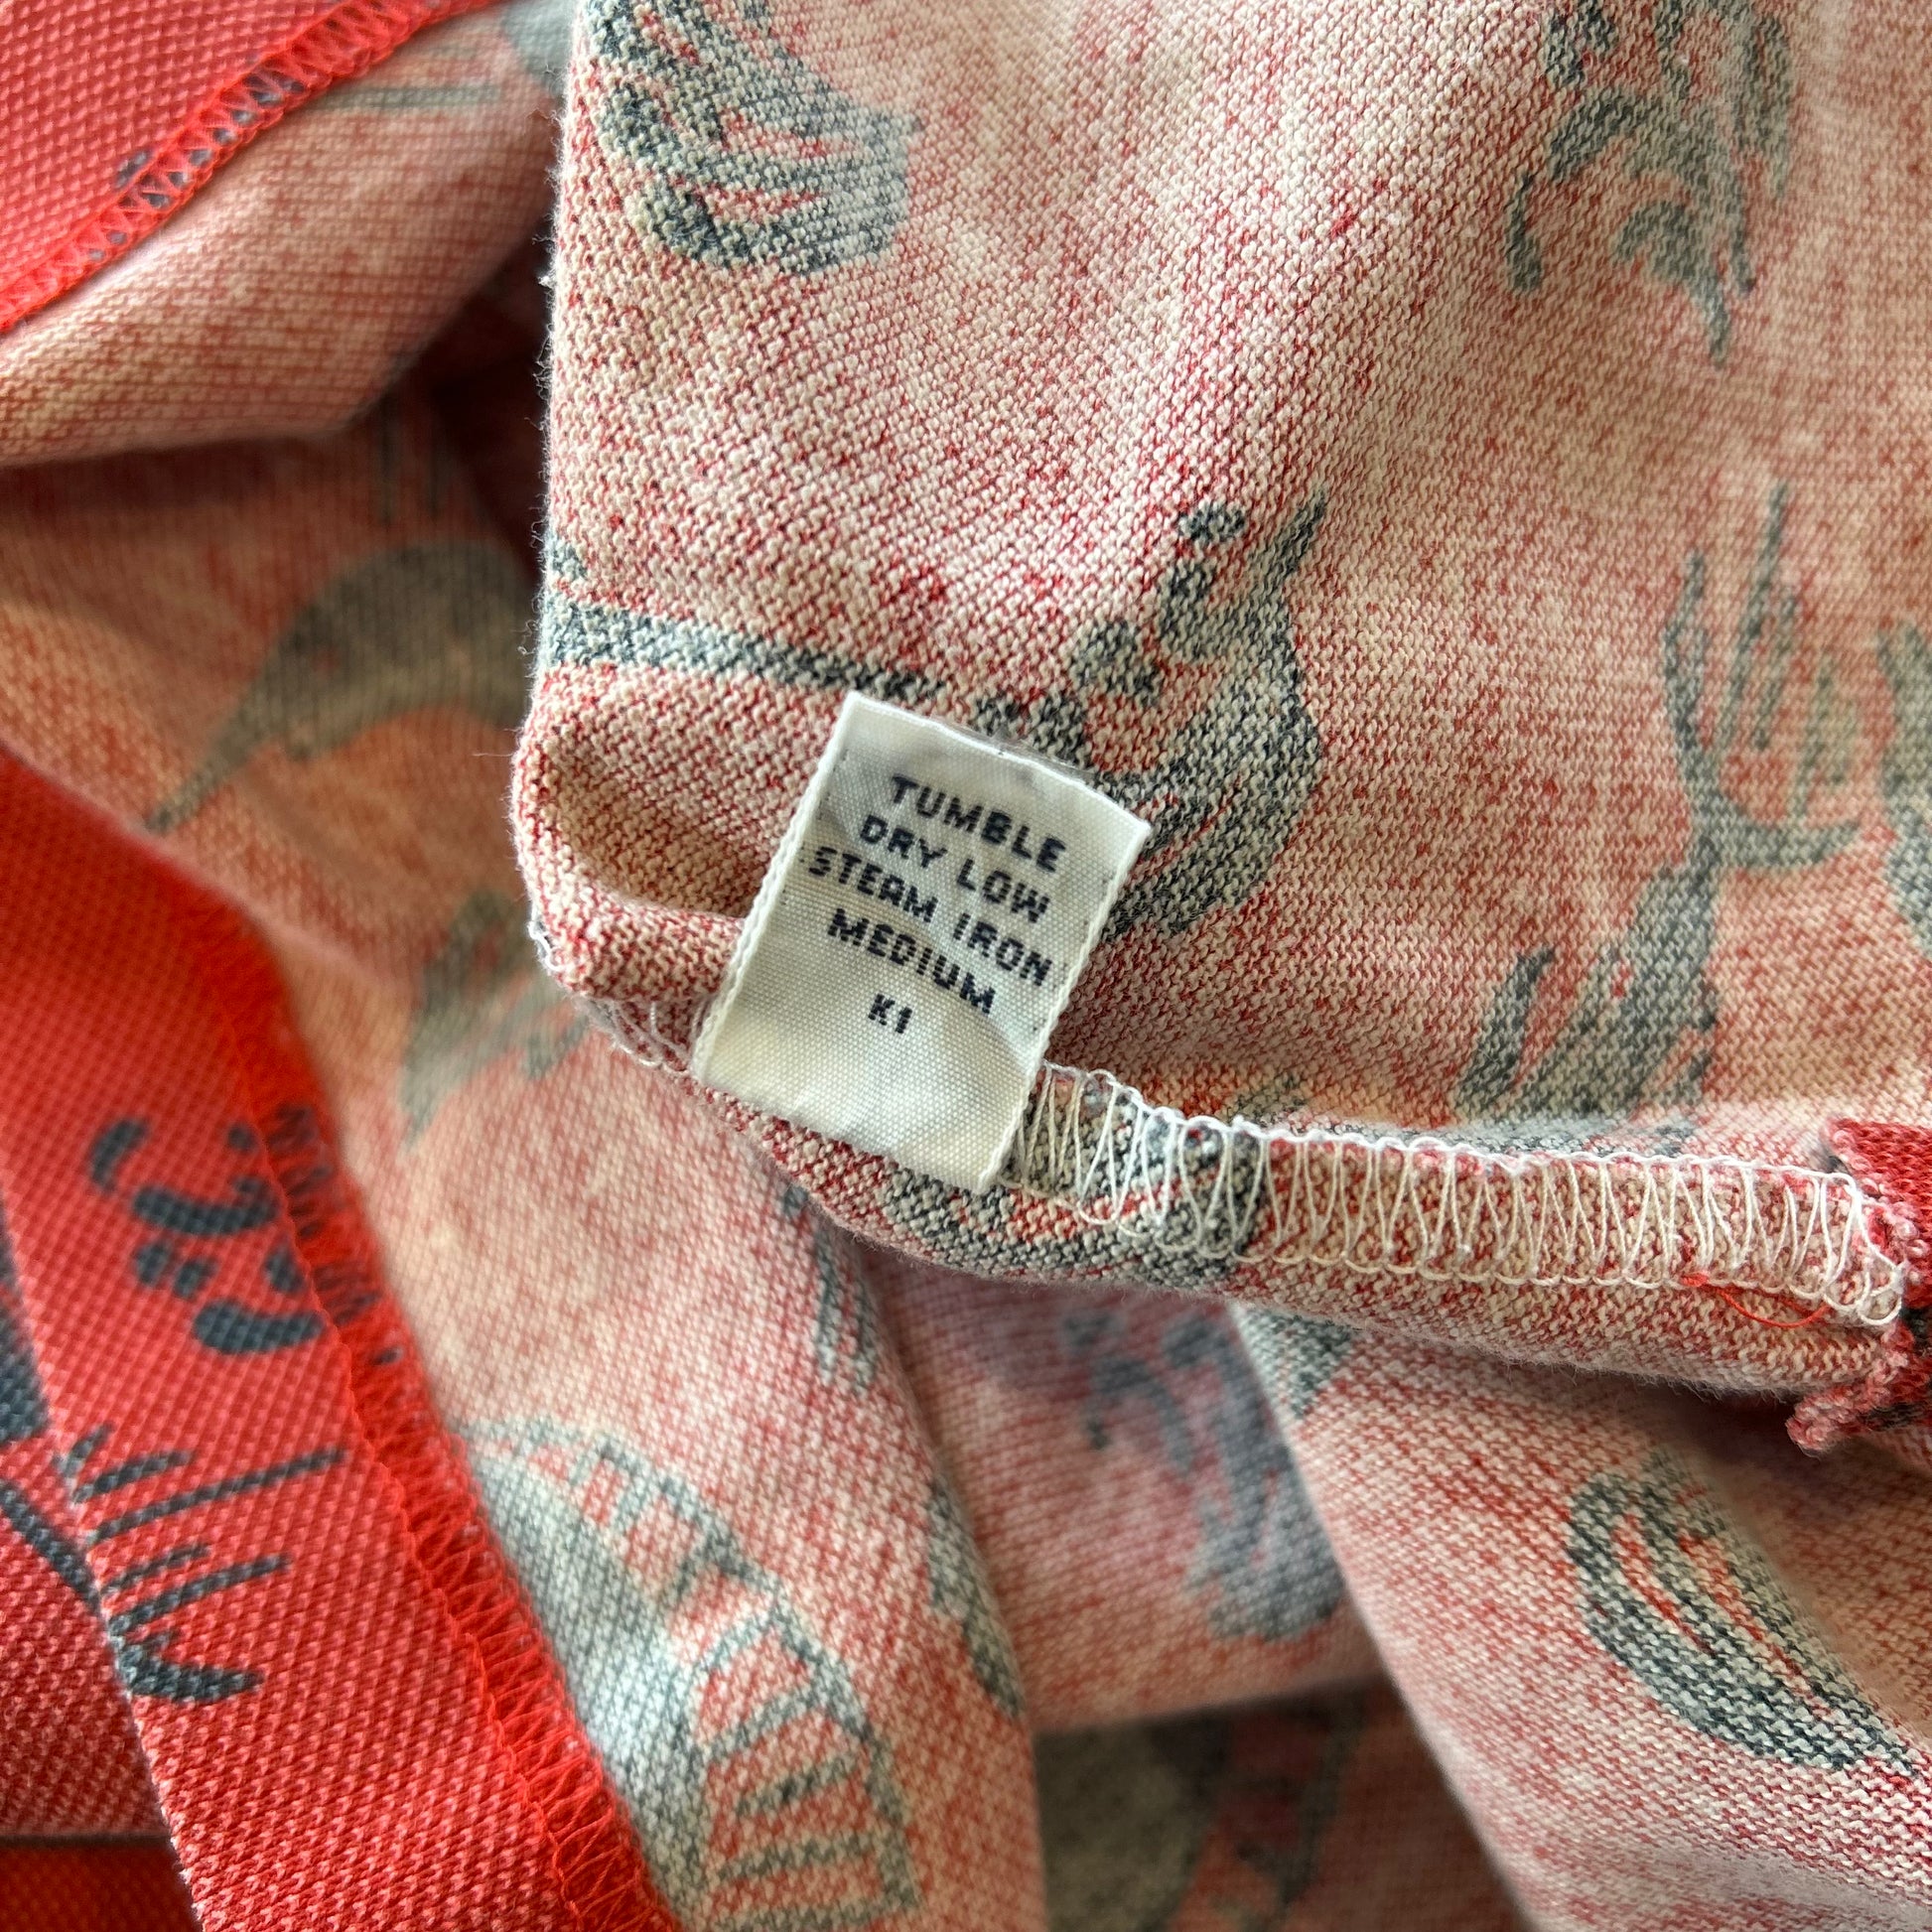 TUMBLE
DRY LOW
STEAM IRON
MEDIUM
K1